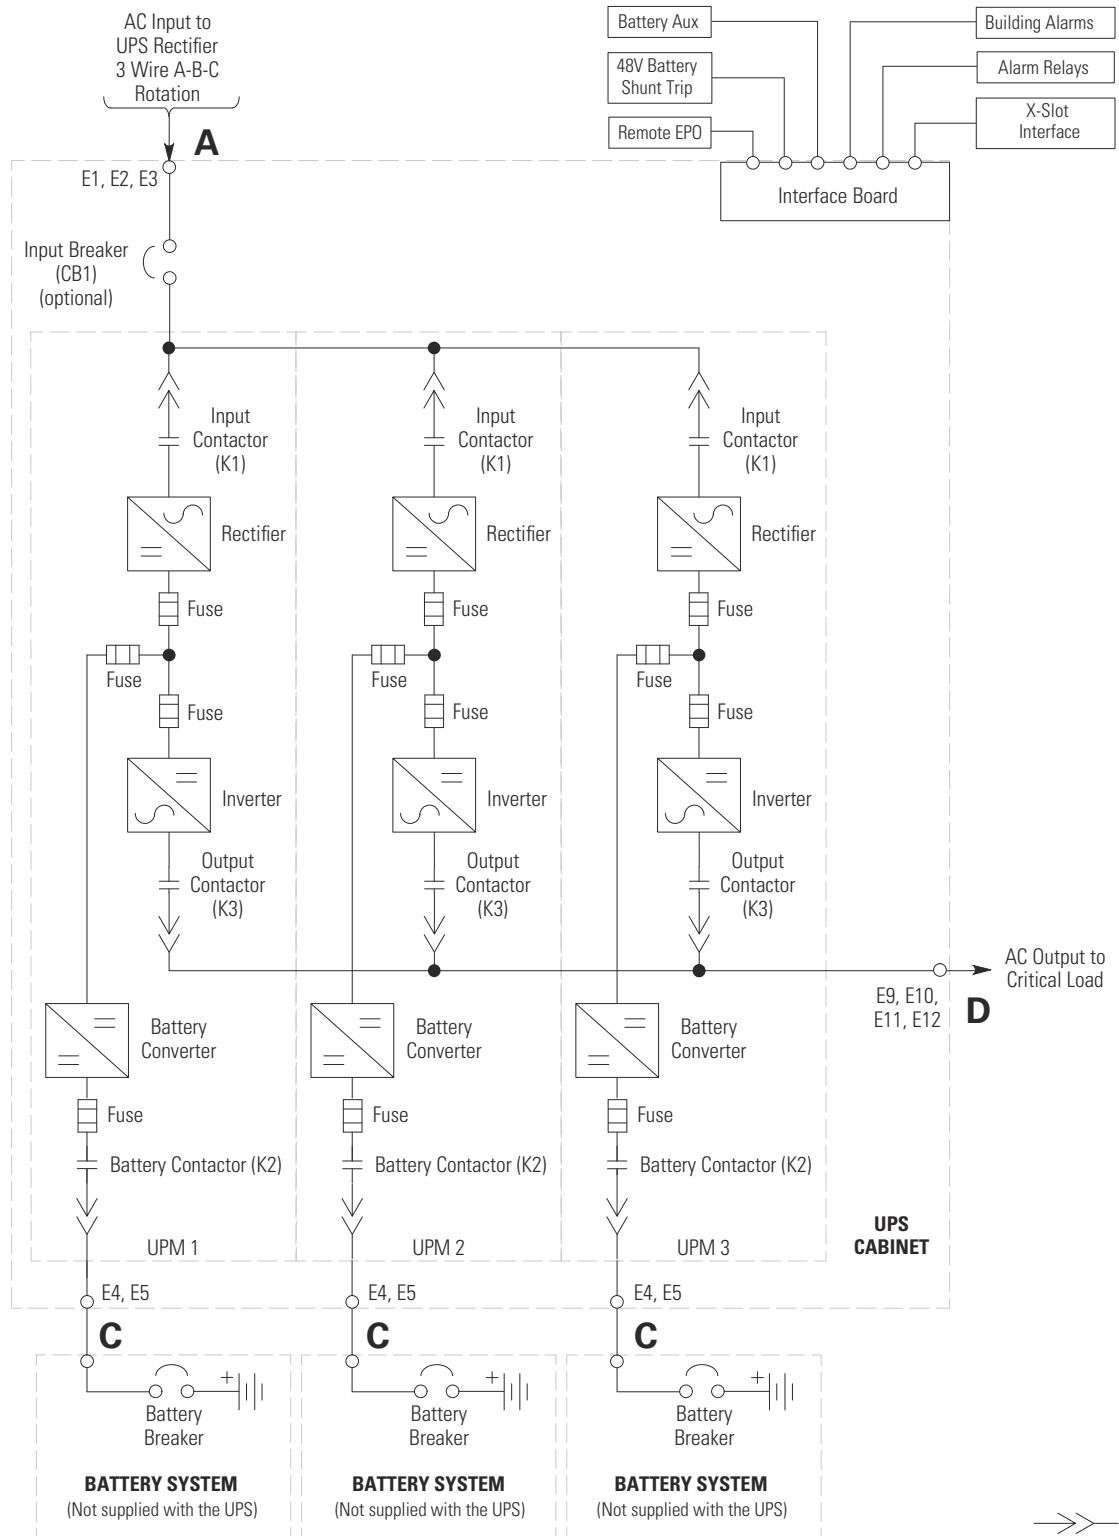 AC Input to
UPS Rectifier
3 Wire A-B-C
Rotation
A
E1, E2, E3
Battery Aux
48V Battery
Shunt Trip
Remote EPO
Building Alarms
Alarm Relays
X-Slot
Interface
Interface Board
Input Breaker
(CB1)
(optional)
Input
Contactor
(K1)
Input
Contactor
(K1)
Input
Contactor
(K1)
Rectifier
Rectifier
Rectifier
Fuse
Fuse
Fuse
Fuse
Fuse
Fuse
Fuse
Fuse
Fuse
Inverter
Inverter
Inverter
Output
Contactor
(K3)
Output
Contactor
(K3)
Output
Contactor
(K3)
AC Output to
Critical Load
E9, E10,
E11, E12
D
Battery
Converter
Battery
Converter
Battery
Converter
Fuse
Fuse
Fuse
Battery Contactor (K2)
Battery Contactor (K2)
Battery Contactor (K2)
UPM 1
UPM 2
UPM 3
UPS
CABINET
E4, E5
E4, E5
E4, E5
C
C
C
+
+
+
Battery
Breaker
Battery
Breaker
Battery
Breaker
BATTERY SYSTEM
(Not supplied with the UPS)
BATTERY SYSTEM
(Not supplied with the UPS)
BATTERY SYSTEM
(Not supplied with the UPS)